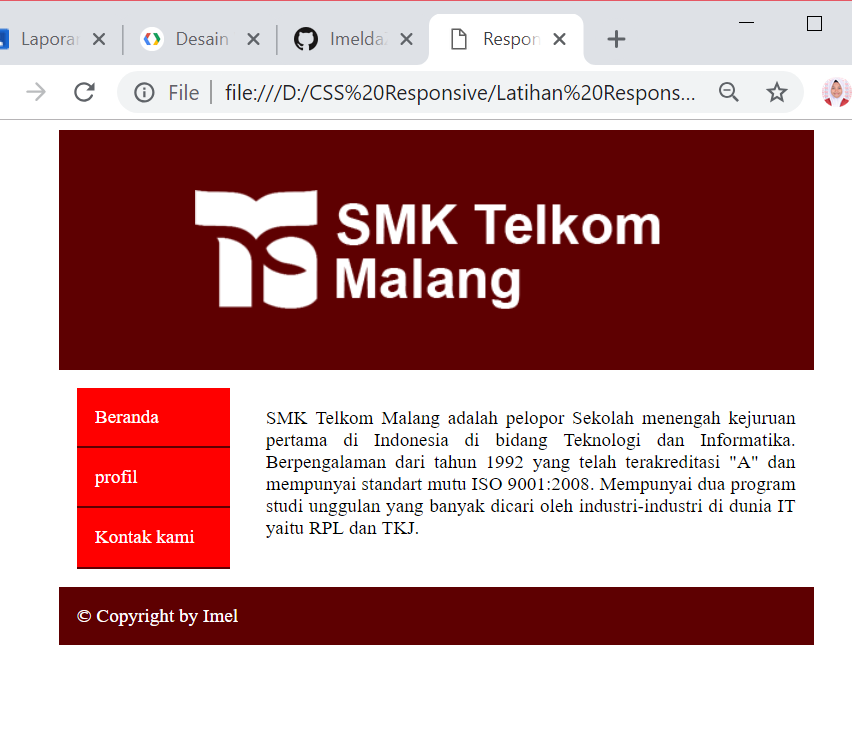 Laporan
Desain
Imelda
Respon
File
file:///D:/CSS%20Responsive/Latihan%20Respons...
SMK Telkom
Malang
Beranda
profil
Kontak kami
SMK Telkom Malang adalah pelopor Sekolah menengah kejuruan
pertama di Indonesia di bidang Teknologi dan Informatika.
Berpengalaman dari tahun 1992 yang telah terakreditasi "A" dan
mempunyai standart mutu ISO 9001:2008. Mempunyai dua program
studi unggulan yang banyak dicari oleh industri-industri di dunia IT
yaitu RPL dan TKJ.
© Copyright by Imel